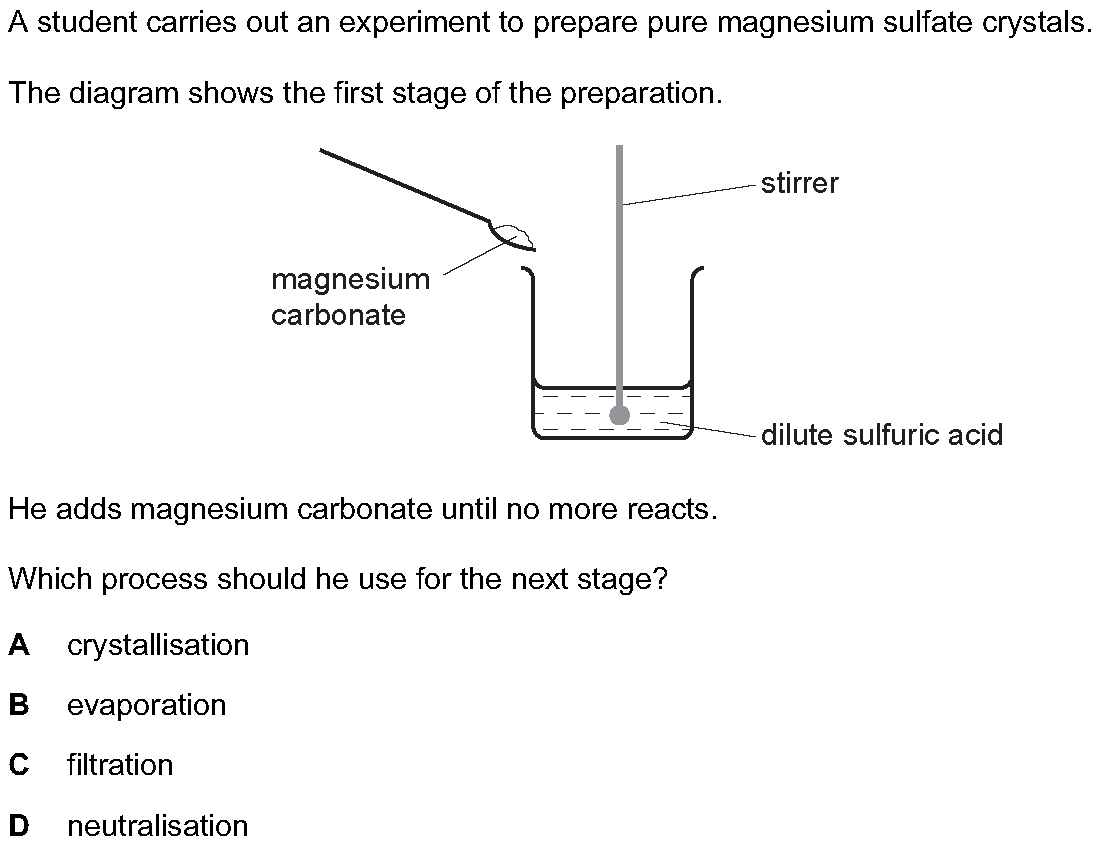 A student carries out an experiment to prepare pure magnesium sulfate crystals.
The diagram shows the first stage of the preparation.
stirrer
magnesium
carbonate
dilute sulfuric acid
He adds magnesium carbonate until no more reacts.
Which process should he use for the next stage?
A crystallisation
B evaporation
C filtration
D neutralisation